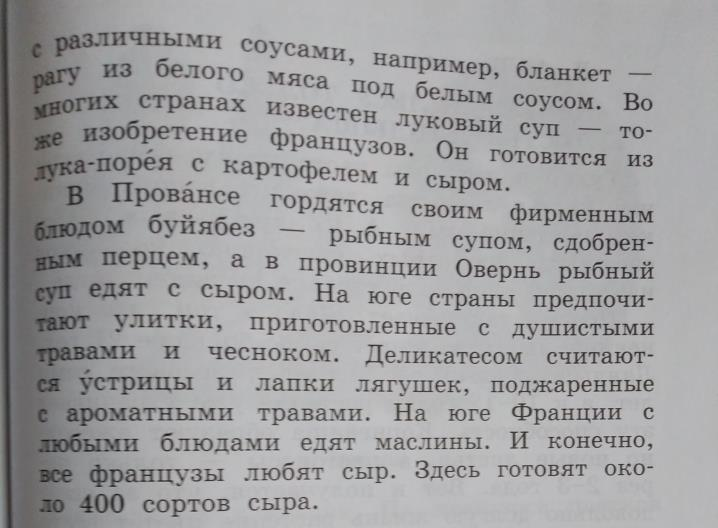 с различными соусами, например, бланкет —
рагу из белого мяса под белым соусом. Во
многих странах известен луковый суп — то-
же изобретение французов. Он готовится из
лука-поре́я с картофелем и сыром.
В Прова́нсе гордятся своим фирменным
блюдом буйябез — рыбным супом, сдобрен-
ным перцем, а в провинции Овернь рыбный
суп едят с сыром. На юге страны предпочи-
тают улитки, приготовленные с душистыми
травами и чесноком. Деликатесом считают-
ся у́стрицы и лапки лягушек, поджаренные
с ароматными травами. На юге Франции с
любыми блюдами едят маслины. И конечно,
все французы любят сыр. Здесь готовят око-
ло 400 сортов сыра.